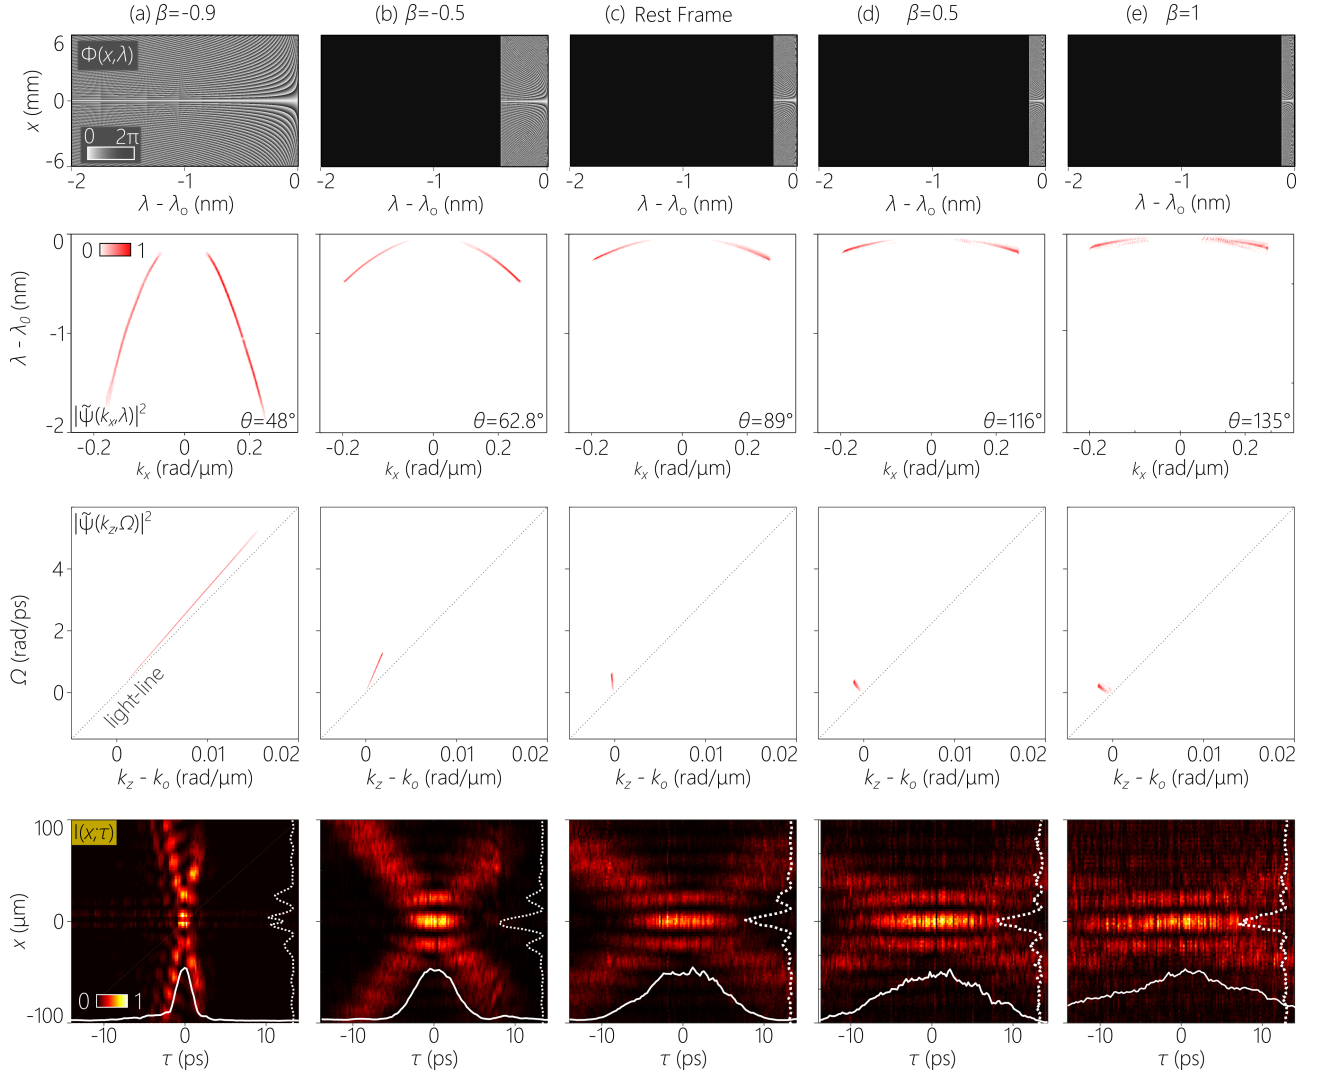 (a) β=-0.9 (b) β=-0.5 (c) Rest Frame (d) β=0.5 (e) β=1
Φ(x,λ)
0 2π
x (mm)
6
0
-6
-2 -1 0 -2 -1 0 -2 -1 0 -2 -1 0 -2 -1 0
λ - λo (nm) λ - λo (nm) λ - λo (nm) λ - λo (nm) λ - λo (nm)
0 1
λ - λ0 (nm)
0
-1
-2
|Ψ̃(kx,λ)|2 θ=48° θ=62.8° θ=89° θ=116° θ=135°
-0.2 0 0.2 -0.2 0 0.2 -0.2 0 0.2 -0.2 0 0.2 -0.2 0 0.2
kx (rad/µm) kx (rad/µm) kx (rad/µm) kx (rad/µm) kx (rad/µm)
|Ψ̃(kz,Ω)|2
Ω (rad/ps)
4
2
0
light-line
0 0.01 0.02 0 0.01 0.02 0 0.01 0.02 0 0.01 0.02 0 0.01 0.02
kz - ko (rad/µm) kz - ko (rad/µm) kz - ko (rad/µm) kz - ko (rad/µm) kz - ko (rad/µm)
I(x;τ)
x (µm)
100
0
-100
0 1
-10 0 10 -10 0 10 -10 0 10 -10 0 10 -10 0 10
τ (ps) τ (ps) τ (ps) τ (ps) τ (ps)